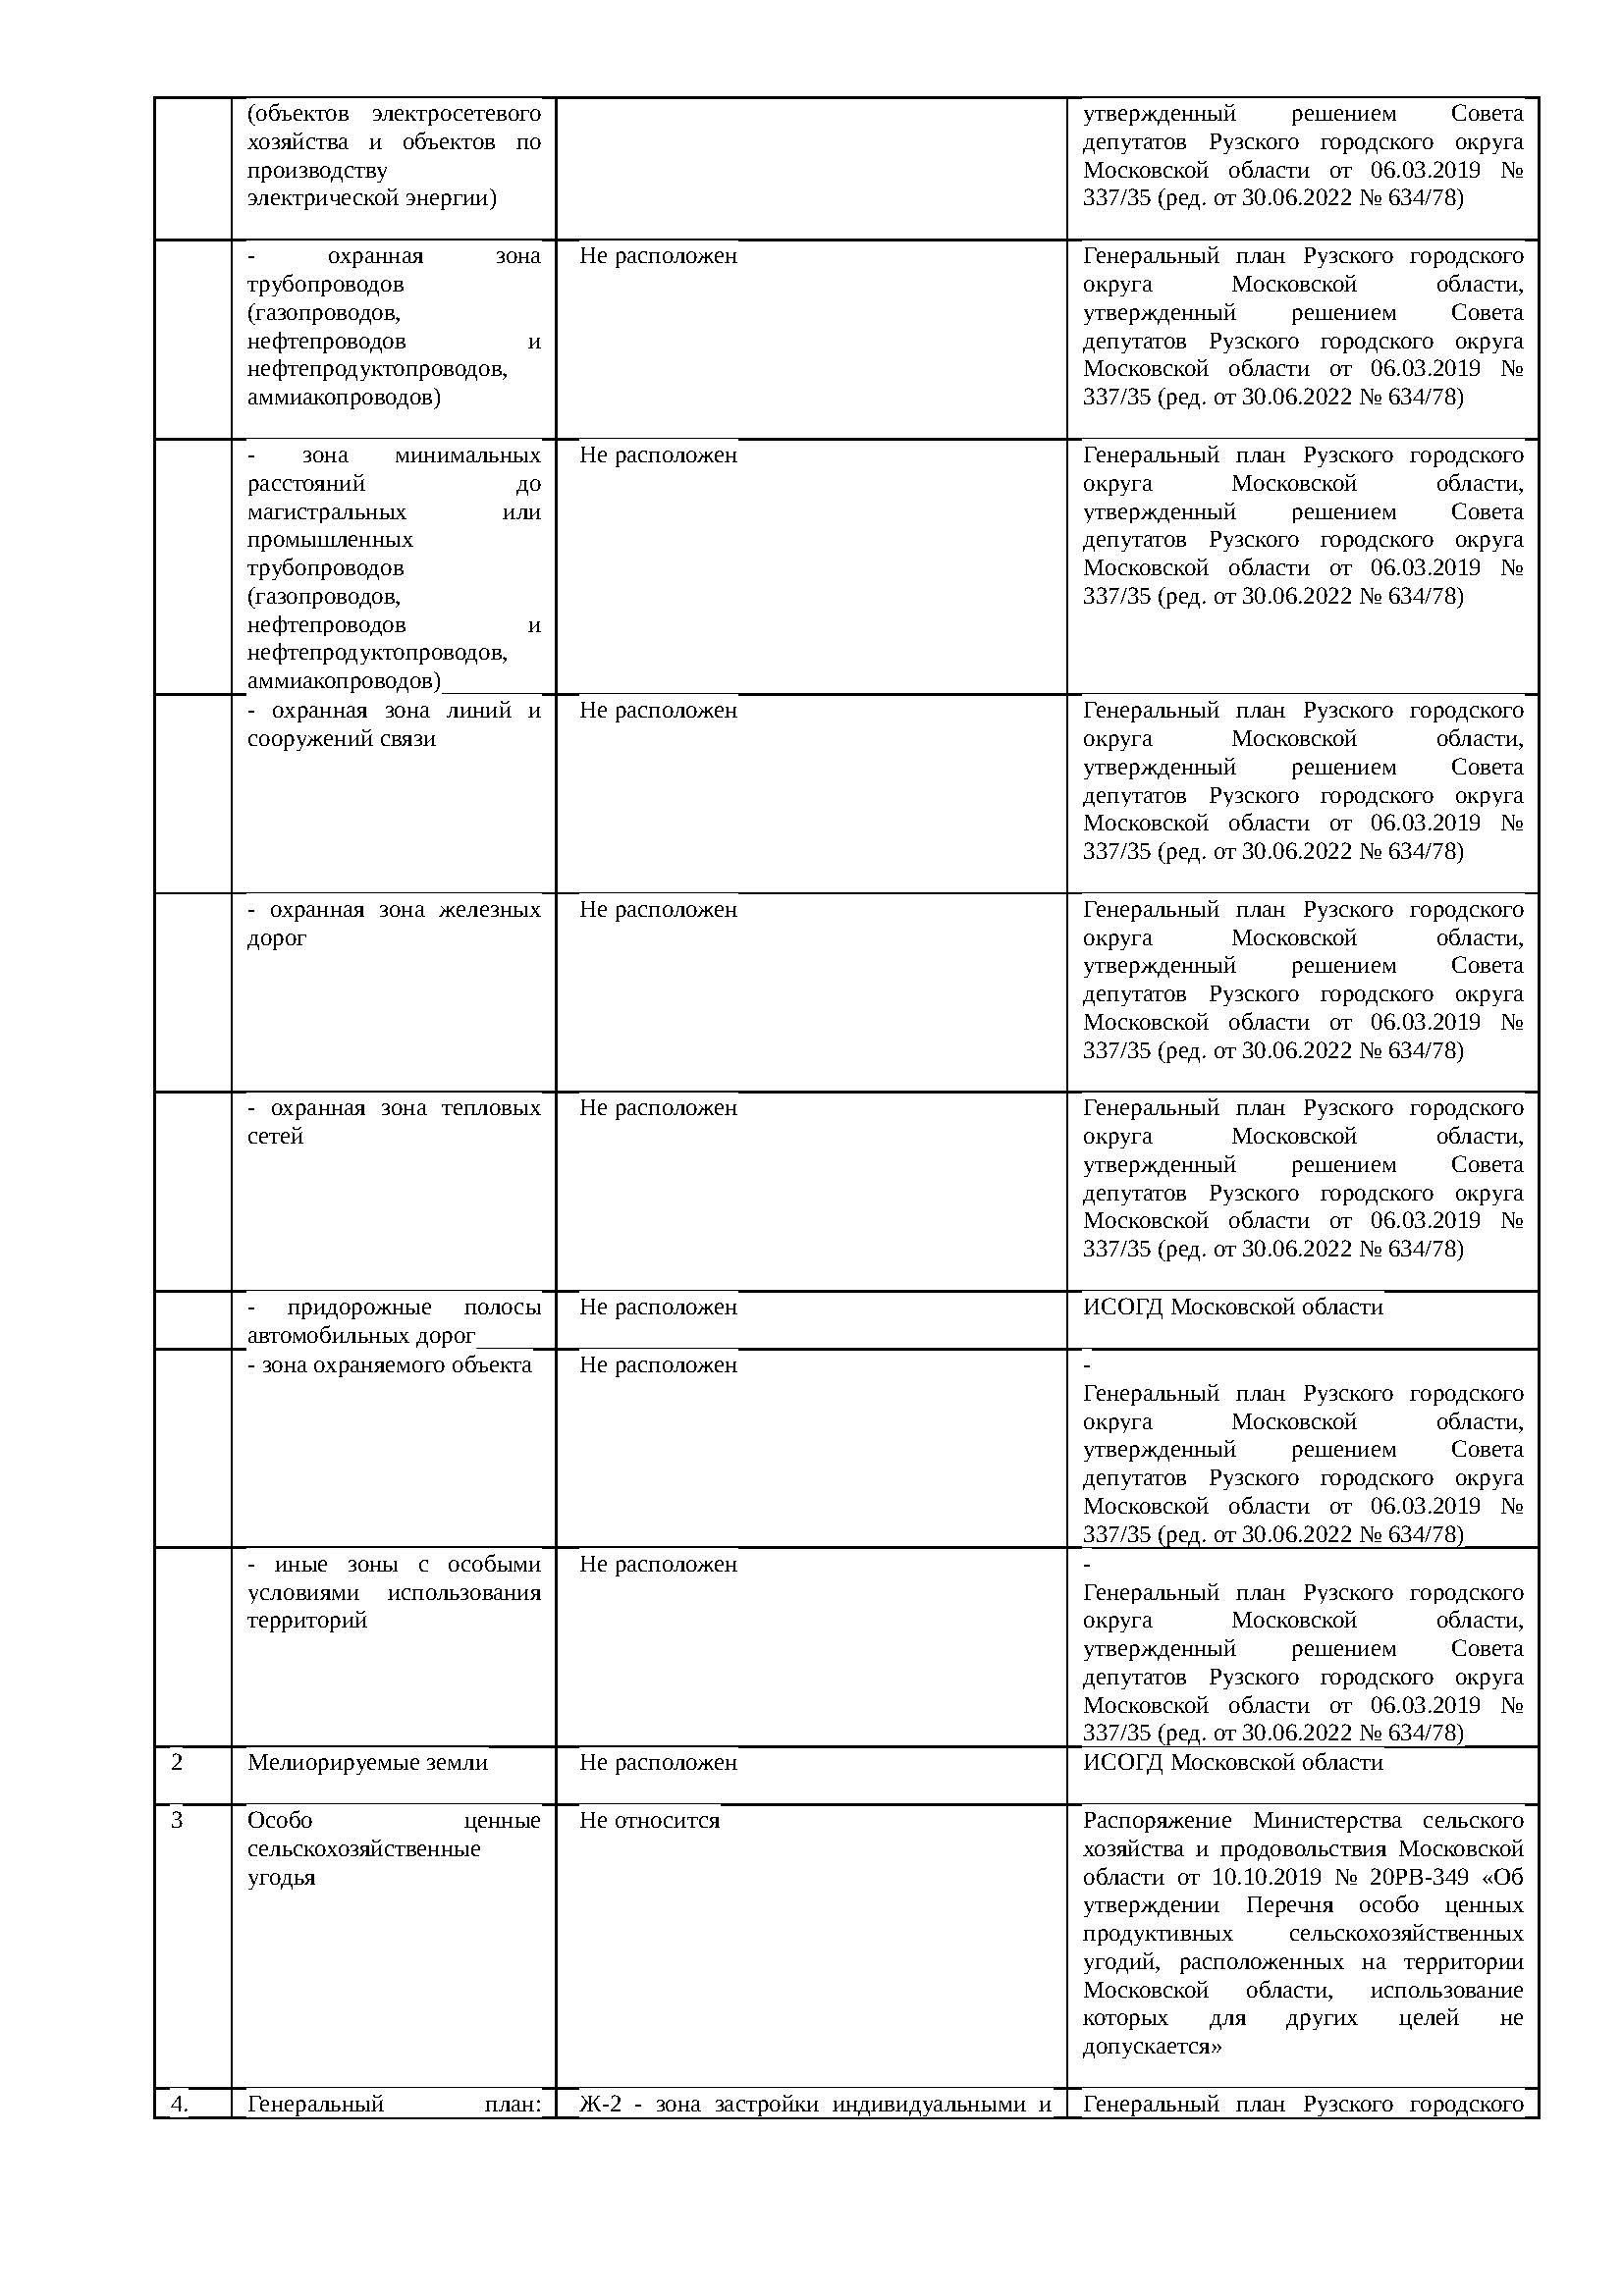 (объектов электросетевого
хозяйства и объектов по
производству
электрической энергии)
утвержденный решением Совета
депутатов Рузского городского округа
Московской области от 06.03.2019 №
337/35 (ред. от 30.06.2022 № 634/78)
- охранная зона
трубопроводов
(газопроводов,
нефтепроводов и
нефтепродуктопроводов,
аммиакопроводов)
Не расположен
Генеральный план Рузского городского
округа Московской области,
утвержденный решением Совета
депутатов Рузского городского округа
Московской области от 06.03.2019 №
337/35 (ред. от 30.06.2022 № 634/78)
- зона минимальных
расстояний до
магистральных или
промышленных
трубопроводов
(газопроводов,
нефтепроводов и
нефтепродуктопроводов,
аммиакопроводов)
Не расположен
Генеральный план Рузского городского
округа Московской области,
утвержденный решением Совета
депутатов Рузского городского округа
Московской области от 06.03.2019 №
337/35 (ред. от 30.06.2022 № 634/78)
- охранная зона линий и
сооружений связи
Не расположен
Генеральный план Рузского городского
округа Московской области,
утвержденный решением Совета
депутатов Рузского городского округа
Московской области от 06.03.2019 №
337/35 (ред. от 30.06.2022 № 634/78)
- охранная зона железных
дорог
Не расположен
Генеральный план Рузского городского
округа Московской области,
утвержденный решением Совета
депутатов Рузского городского округа
Московской области от 06.03.2019 №
337/35 (ред. от 30.06.2022 № 634/78)
- охранная зона тепловых
сетей
Не расположен
Генеральный план Рузского городского
округа Московской области,
утвержденный решением Совета
депутатов Рузского городского округа
Московской области от 06.03.2019 №
337/35 (ред. от 30.06.2022 № 634/78)
- придорожные полосы
автомобильных дорог
Не расположен
ИСОГД Московской области
- зона охраняемого объекта
Не расположен
-
Генеральный план Рузского городского
округа Московской области,
утвержденный решением Совета
депутатов Рузского городского округа
Московской области от 06.03.2019 №
337/35 (ред. от 30.06.2022 № 634/78)
- иные зоны с особыми
условиями использования
территорий
Не расположен
-
Генеральный план Рузского городского
округа Московской области,
утвержденный решением Совета
депутатов Рузского городского округа
Московской области от 06.03.2019 №
337/35 (ред. от 30.06.2022 № 634/78)
2
Мелиорируемые земли
Не расположен
ИСОГД Московской области
3
Особо ценные
сельскохозяйственные
угодья
Не относится
Распоряжение Министерства сельского
хозяйства и продовольствия Московской
области от 10.10.2019 № 20РВ-349 «Об
утверждении Перечня особо ценных
продуктивных сельскохозяйственных
угодий, расположенных на территории
Московской области, использование
которых для других целей не
допускается»
4.
Генеральный план:
Ж-2 - зона застройки индивидуальными и
Генеральный план Рузского городского